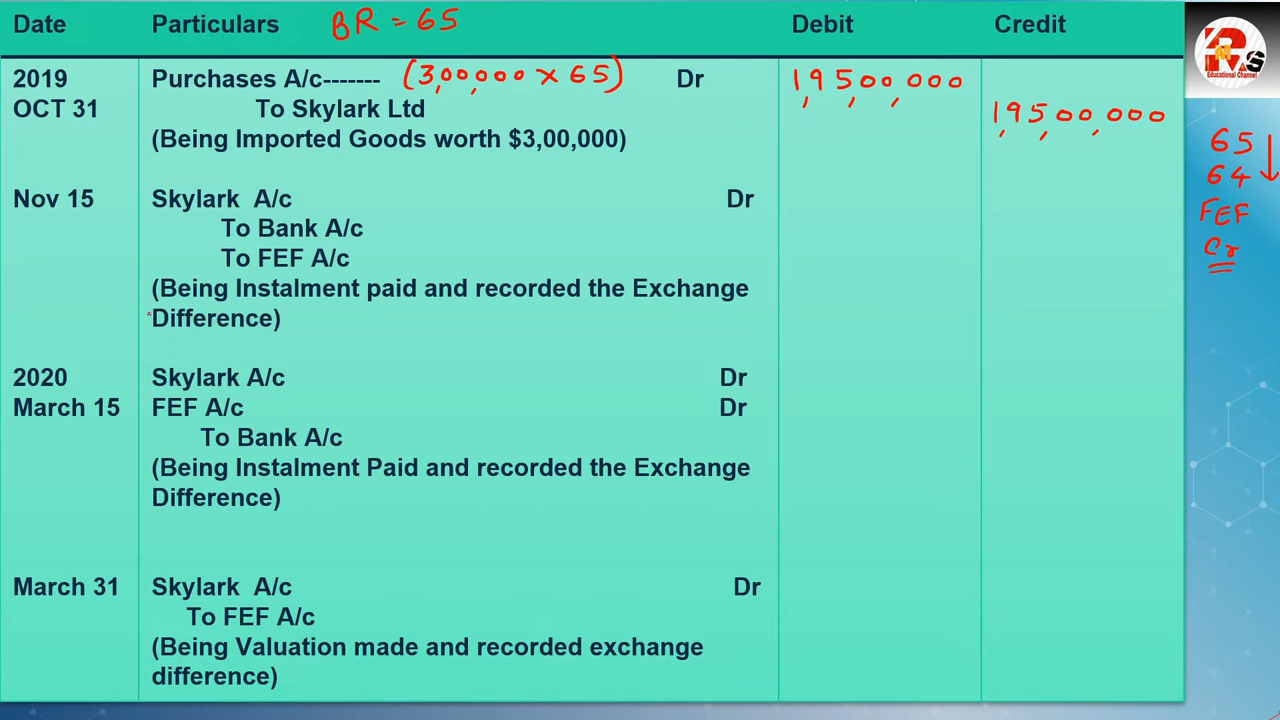 Date Particulars BR = 65 Debit Credit
2019 Purchases A/c------- (3,00,000 x 65) Dr 1,95,00,000
OCT 31 To Skylark Ltd 1,95,00,000
(Being Imported Goods worth $3,00,000)
Nov 15 Skylark A/c Dr
To Bank A/c
To FEF A/c
(Being Instalment paid and recorded the Exchange
Difference)
2020 Skylark A/c Dr
March 15 FEF A/c Dr
To Bank A/c
(Being Instalment Paid and recorded the Exchange
Difference)
March 31 Skylark A/c Dr
To FEF A/c
(Being Valuation made and recorded exchange
difference)
Educational Channel
65
64
FEF
Cr